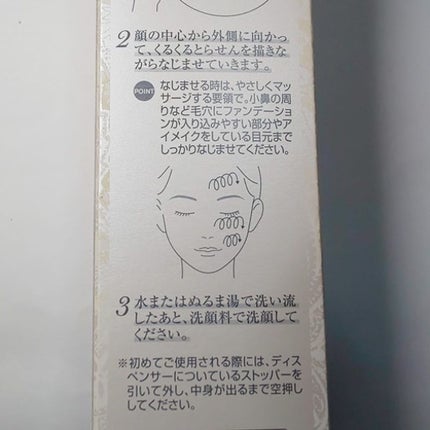 2 顔の中心から外側に向かっ
て、くるくるとらせんを描きな
がらなじませていきます。
POINT なじませる時は、やさしくマッ
サージする要領で。小鼻の周
りなど毛穴にファンデーショ
ンが入り込みやすい部分やア
イメイクをしている目元まで
しっかりなじませてください。
3 水またはぬるま湯で洗い流
したあと、洗顔料で洗顔して
ください。
※初めてご使用される際には、ディス
ペンサーについているストッパーを
引いて外し、中身が出るまで空押し
してください。